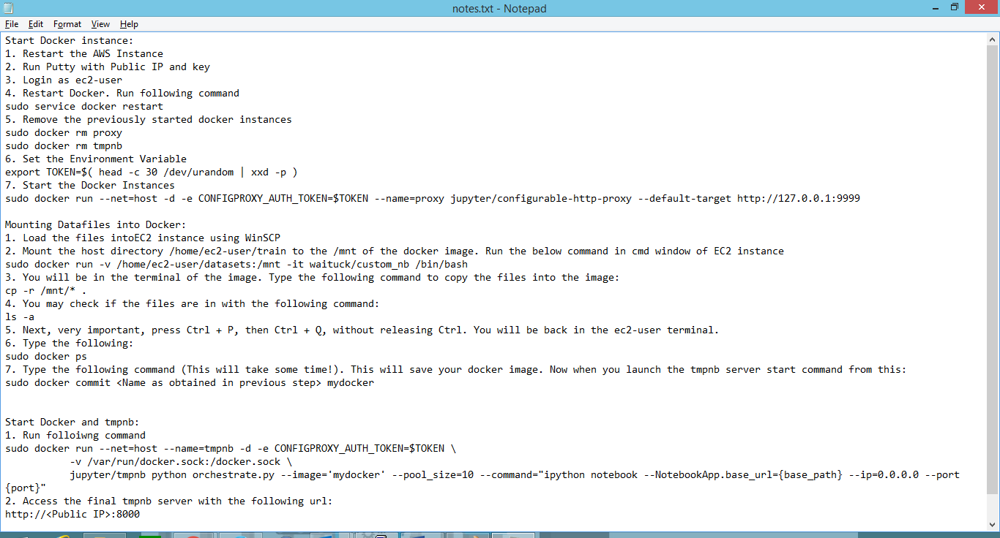 notes.txt - Notepad
File Edit Format View Help
Start Docker instance:
1. Restart the AWS Instance
2. Run Putty with Public IP and key
3. Login as ec2-user
4. Restart Docker. Run following command
sudo service docker restart
5. Remove the previously started docker instances
sudo docker rm proxy
sudo docker rm tmpnb
6. Set the Environment Variable
export TOKEN=$( head -c 30 /dev/urandom | xxd -p )
7. Start the Docker Instances
sudo docker run --net=host -d -e CONFIGPROXY_AUTH_TOKEN=$TOKEN --name=proxy jupyter/configurable-http-proxy --default-target http://127.0.0.1:9999
Mounting Datafiles into Docker:
1. Load the files intoEC2 instance using WinSCP
2. Mount the host directory /home/ec2-user/train to the /mnt of the docker image. Run the below command in cmd window of EC2 instance
sudo docker run -v /home/ec2-user/datasets:/mnt -it waituck/custom_nb /bin/bash
3. You will be in the terminal of the image. Type the following command to copy the files into the image:
cp -r /mnt/* .
4. You may check if the files are in with the following command:
ls -a
5. Next, very important, press Ctrl + P, then Ctrl + Q, without releasing Ctrl. You will be back in the ec2-user terminal.
6. Type the following:
sudo docker ps
7. Type the following command (This will take some time!). This will save your docker image. Now when you launch the tmpnb server start command from this:
sudo docker commit <Name as obtained in previous step> mydocker
Start Docker and tmpnb:
1. Run folloiwng command
sudo docker run --net=host --name=tmpnb -d -e CONFIGPROXY_AUTH_TOKEN=$TOKEN \
-v /var/run/docker.sock:/docker.sock \
jupyter/tmpnb python orchestrate.py --image='mydocker' --pool_size=10 --command="ipython notebook --NotebookApp.base_url={base_path} --ip=0.0.0.0 --port
{port}"
2. Access the final tmpnb server with the following url:
http://<Public IP>:8000